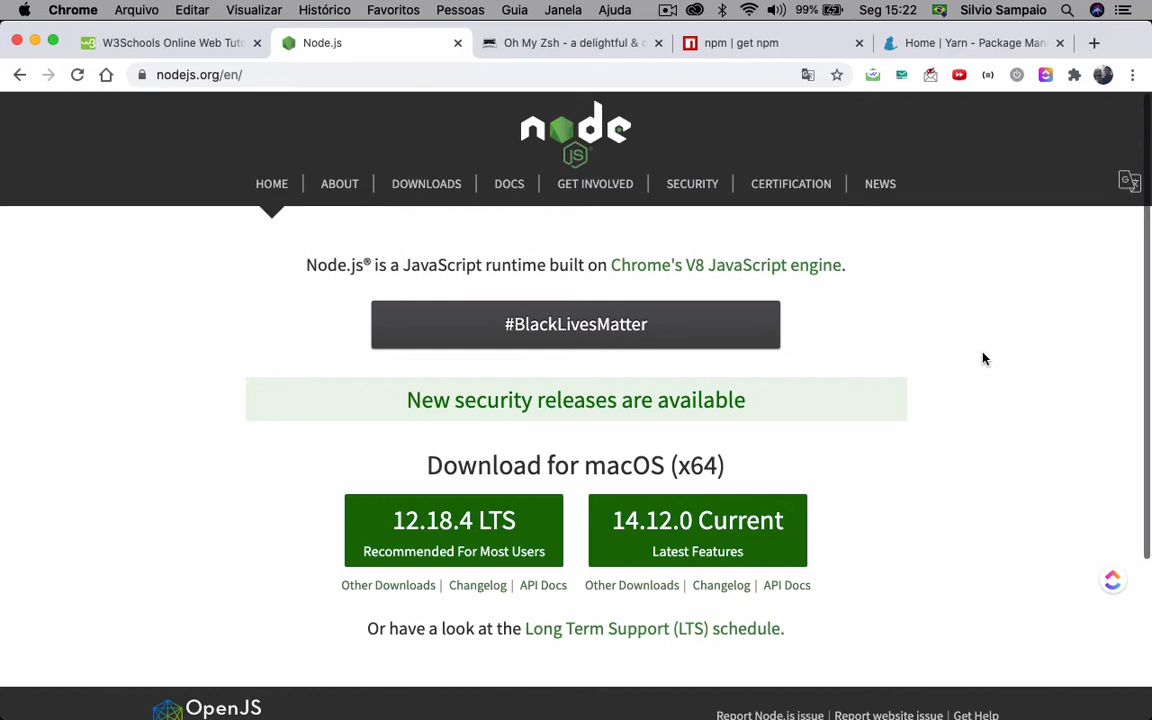 Chrome Arquivo Editar Visualizar Histórico Favoritos Pessoas Guia Janela Ajuda 99% Seg 15:22 Silvio Sampaio
W3Schools Online Web Tuto
Node.js
Oh My Zsh - a delightful & o
npm | get npm
Home | Yarn - Package Man
nodejs.org/en/
node
JS
HOME | ABOUT | DOWNLOADS | DOCS | GET INVOLVED | SECURITY | CERTIFICATION | NEWS
Node.js® is a JavaScript runtime built on Chrome's V8 JavaScript engine.
#BlackLivesMatter
New security releases are available
Download for macOS (x64)
12.18.4 LTS
Recommended For Most Users
14.12.0 Current
Latest Features
Other Downloads | Changelog | API Docs
Other Downloads | Changelog | API Docs
Or have a look at the Long Term Support (LTS) schedule.
OpenJS
Report Node.js issue | Report website issue | Get Help